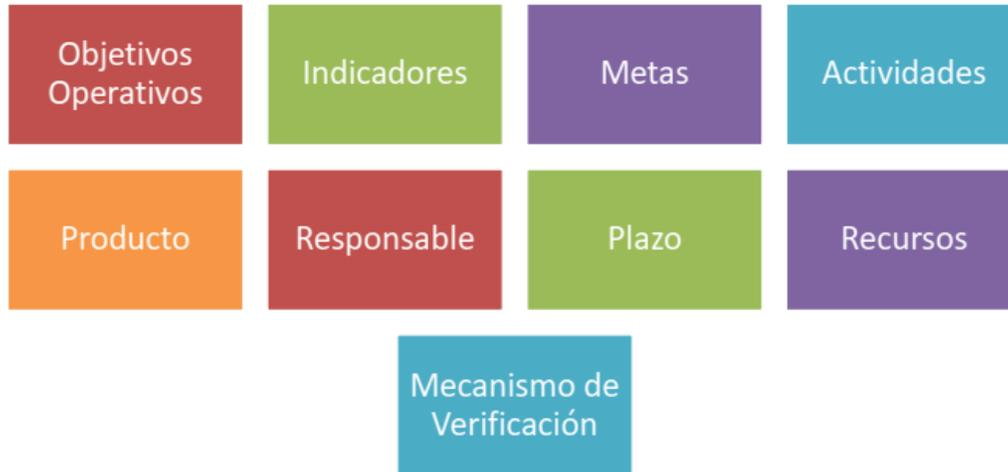 Objetivos
Operativos
Indicadores
Metas
Actividades
Producto
Responsable
Plazo
Recursos
Mecanismo de
Verificación